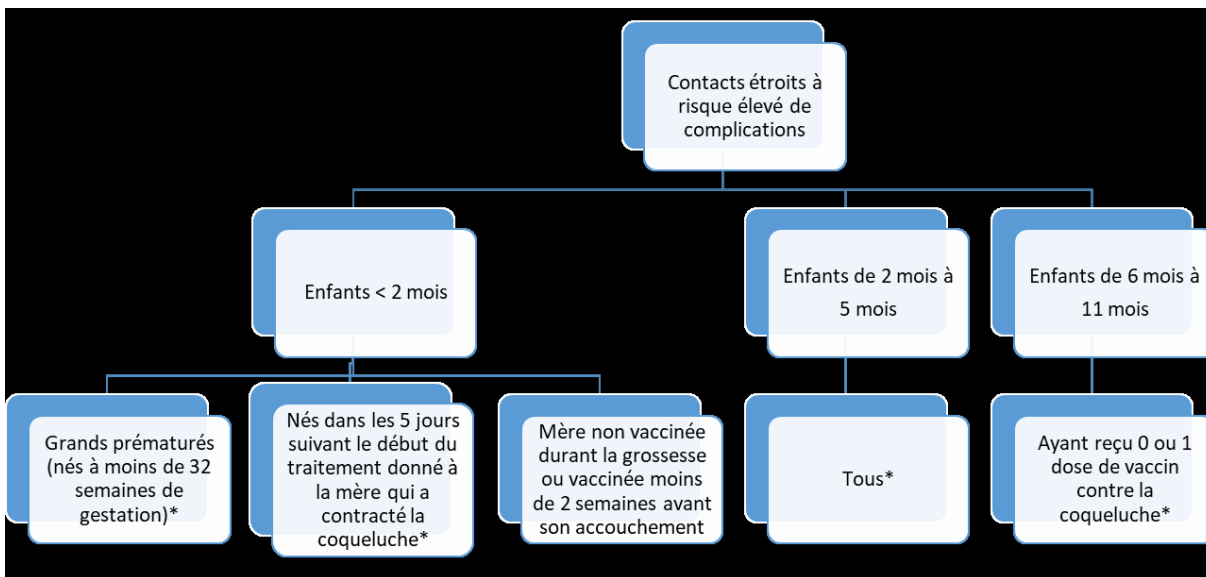 Contacts étroits à
risque élevé de
complications
Enfants < 2 mois
Enfants de 2 mois à
5 mois
Enfants de 6 mois à
11 mois
Grands prématurés
(nés à moins de 32
semaines de
gestation)*
Nés dans les 5 jours
suivant le début du
traitement donné à
la mère qui a
contracté la
coqueluche*
Mère non vaccinée
durant la grossesse
ou vaccinée moins
de 2 semaines avant
son accouchement
Tous*
Ayant reçu 0 ou 1
dose de vaccin
contre la
coqueluche*